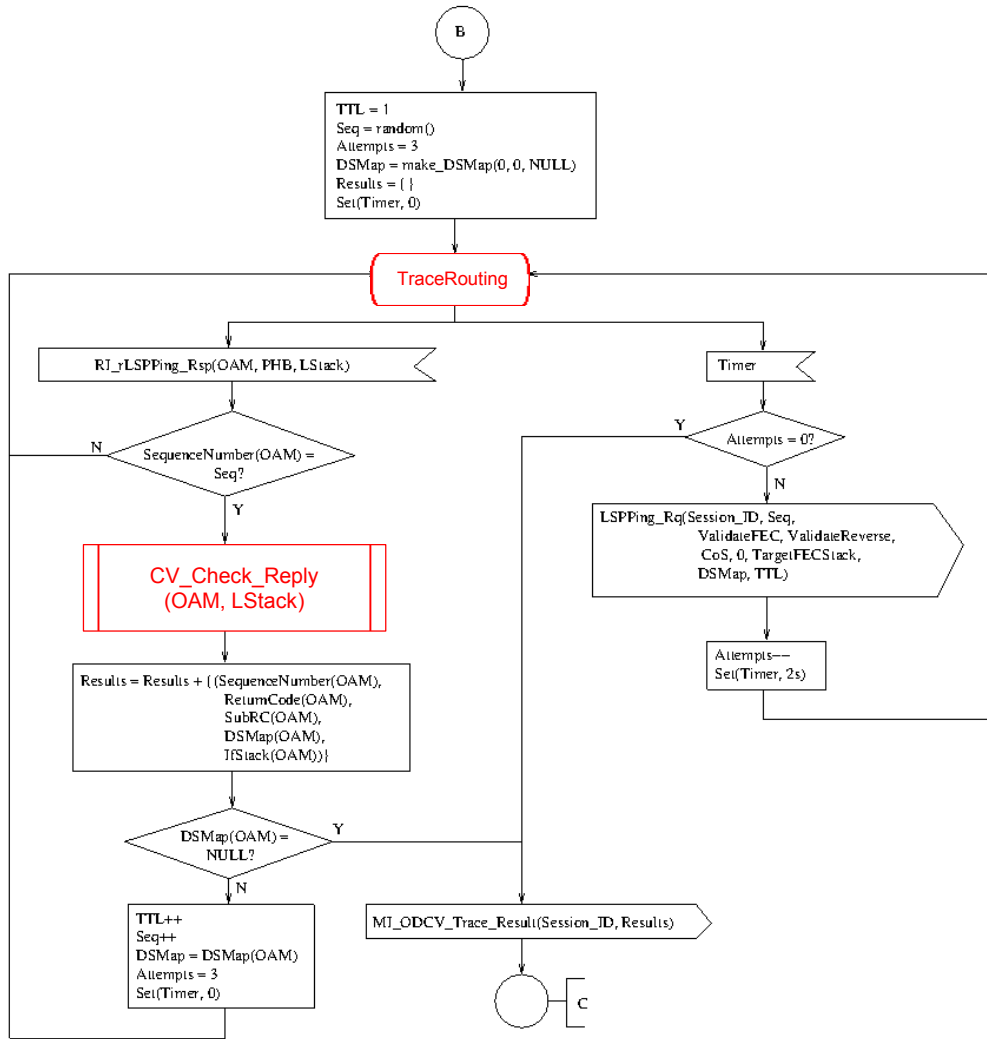 B
TTL = 1
Seq = random()
Attempts = 3
DSMap = make_DSMap(0, 0, NULL)
Results = { }
Set(Timer, 0)
TraceRouting
RI_rLSPPing_Rsp(OAM, PHB, LStack)
Timer
N
SequenceNumber(OAM) =
Seq?
Y
Y
Attempts = 0?
N
CV_Check_Reply
(OAM, LStack)
LSPPing_Rq(Session_ID, Seq,
ValidateFEC, ValidateReverse,
CoS, 0, TargetFECStack,
DSMap, TTL)
Attempts--
Set(Timer, 2s)
Results = Results + {(SequenceNumber(OAM),
ReturnCode(OAM),
SubRC(OAM),
DSMap(OAM),
IfStack(OAM))}
DSMap(OAM) =
NULL?
Y
N
TTL++
Seq++
DSMap = DSMap(OAM)
Attempts = 3
Set(Timer, 0)
MI_ODCV_Trace_Result(Session_ID, Results)
C